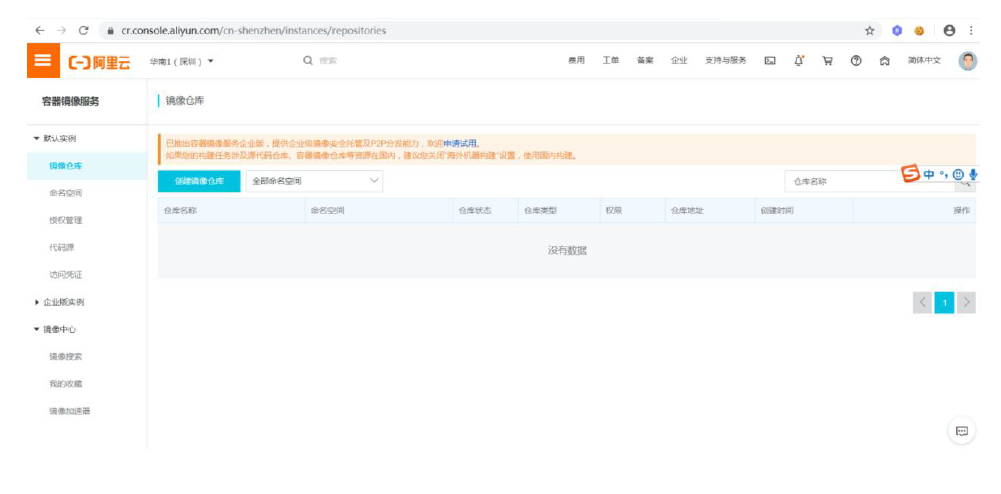 cr.console.aliyun.com/cn-shenzhen/instances/repositories
阿里云 华南1（深圳） 搜索 费用 工单 备案 企业 支持与服务 简体中文
容器镜像服务
镜像仓库
默认实例
镜像仓库
命名空间
授权管理
代码源
访问凭证
企业版实例
镜像中心
镜像搜索
我的收藏
镜像加速器
已推出容器镜像服务企业版，提供企业级镜像安全托管及P2P分发能力，欢迎申请试用。
如果您的构建任务涉及源代码仓库、容器镜像仓库等资源在国内，建议您关闭"海外机器构建"设置，使用国内构建。
创建镜像仓库 全部命名空间 仓库名称
中
仓库名称 命名空间 仓库状态 仓库类型 权限 仓库地址 创建时间 操作
没有数据
1